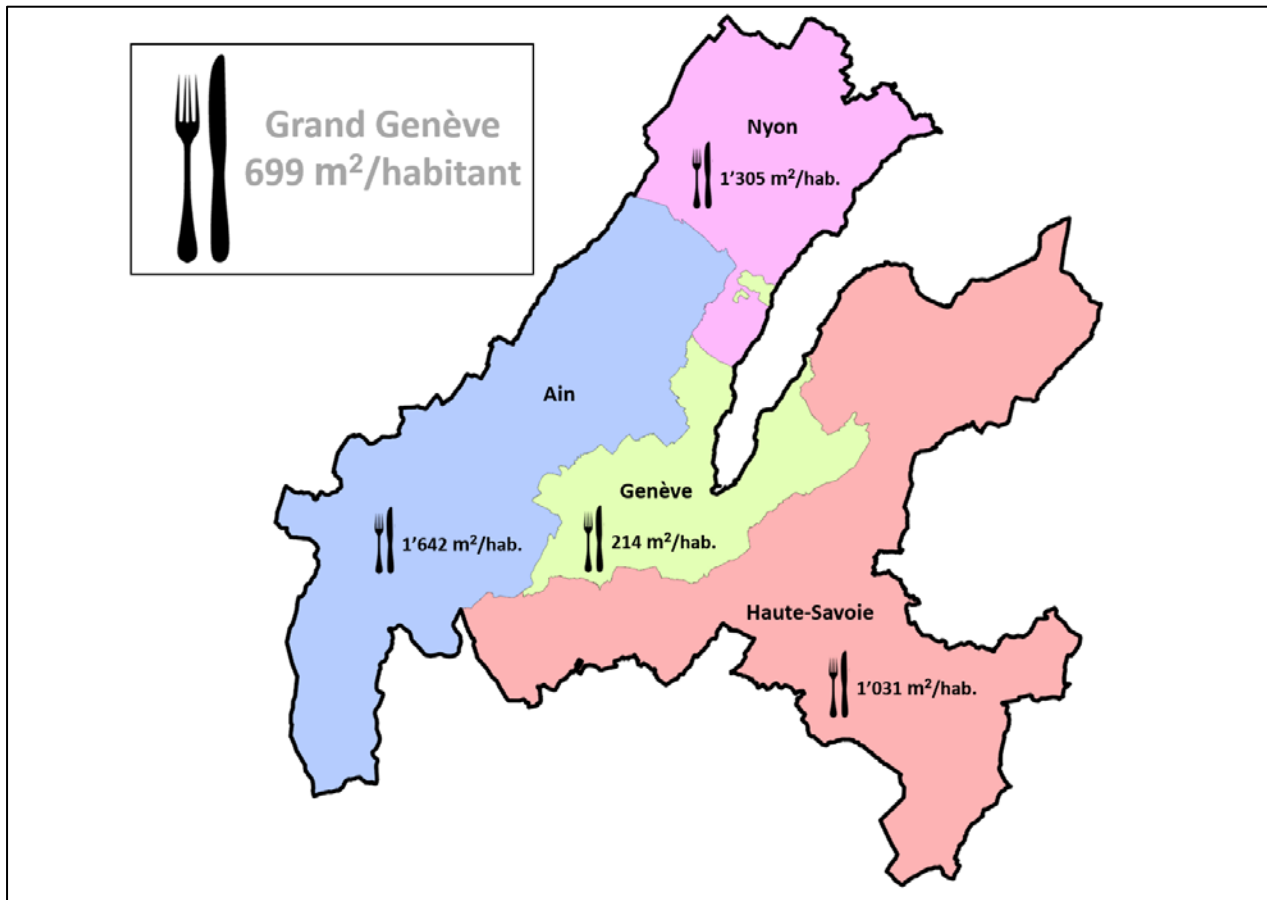 Grand Genève
699 m²/habitant
Nyon
1'305 m²/hab.
Ain
Genève
1'642 m²/hab.
214 m²/hab.
Haute-Savoie
1'031 m²/hab.